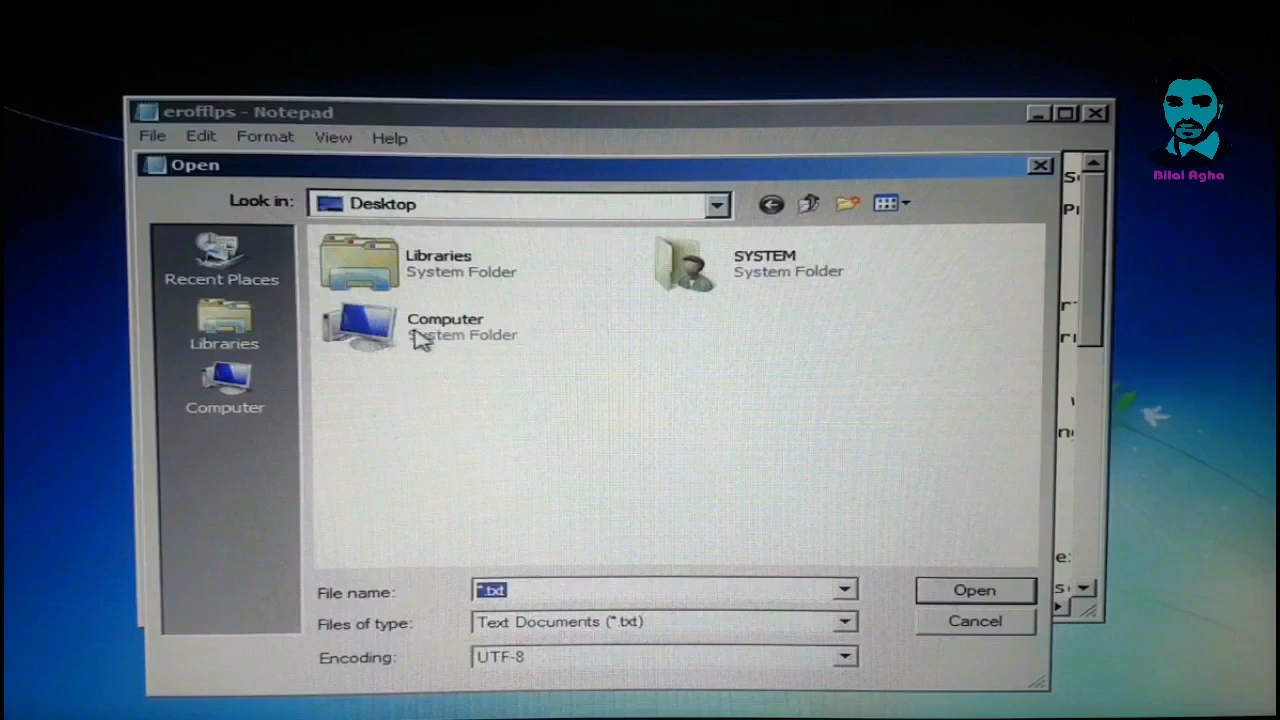 erofflps - Notepad
File Edit Format View Help
Open
Look in: Desktop
Bilal Agha
Recent Places
Libraries
Computer
Libraries
System Folder
SYSTEM
System Folder
Computer
System Folder
File name: *.txt
Open
Files of type: Text Documents (*.txt)
Cancel
Encoding: UTF-8